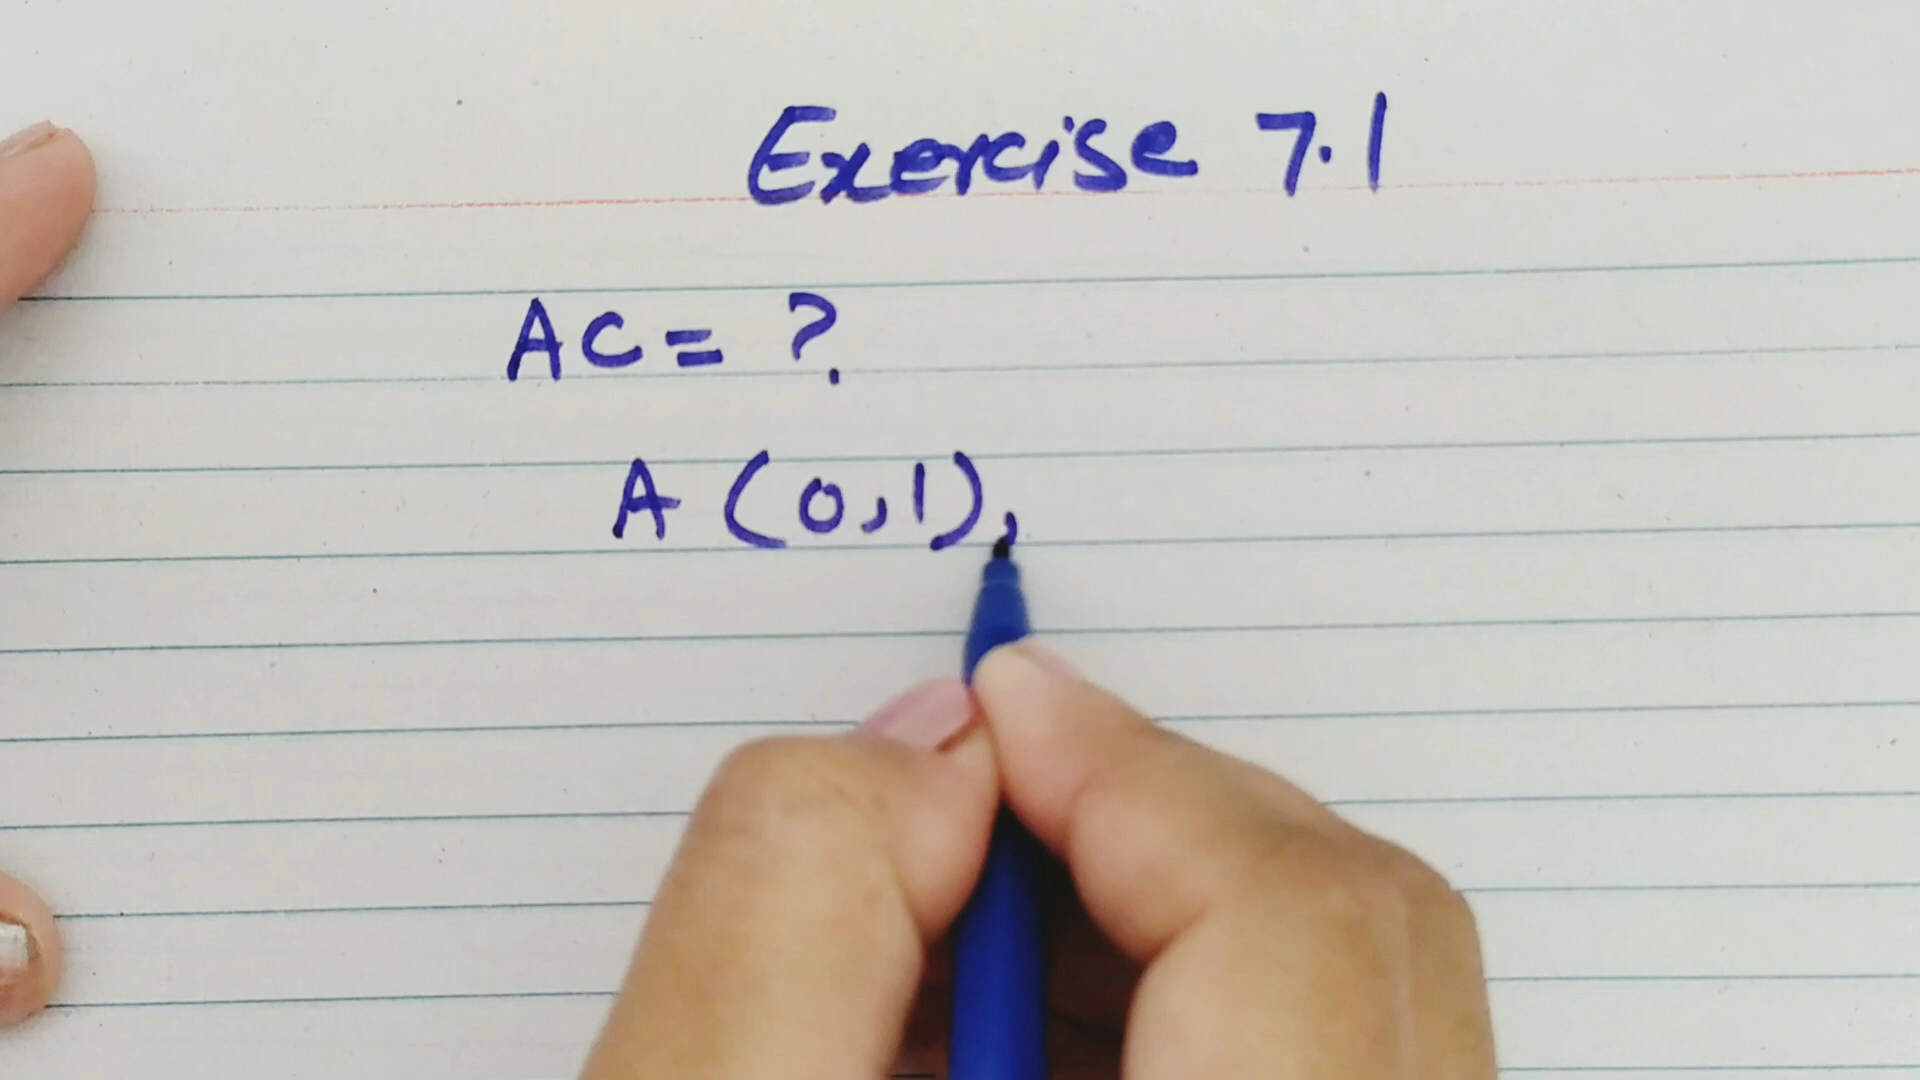 Exercise 7.1
AC = ?
A (0,1),